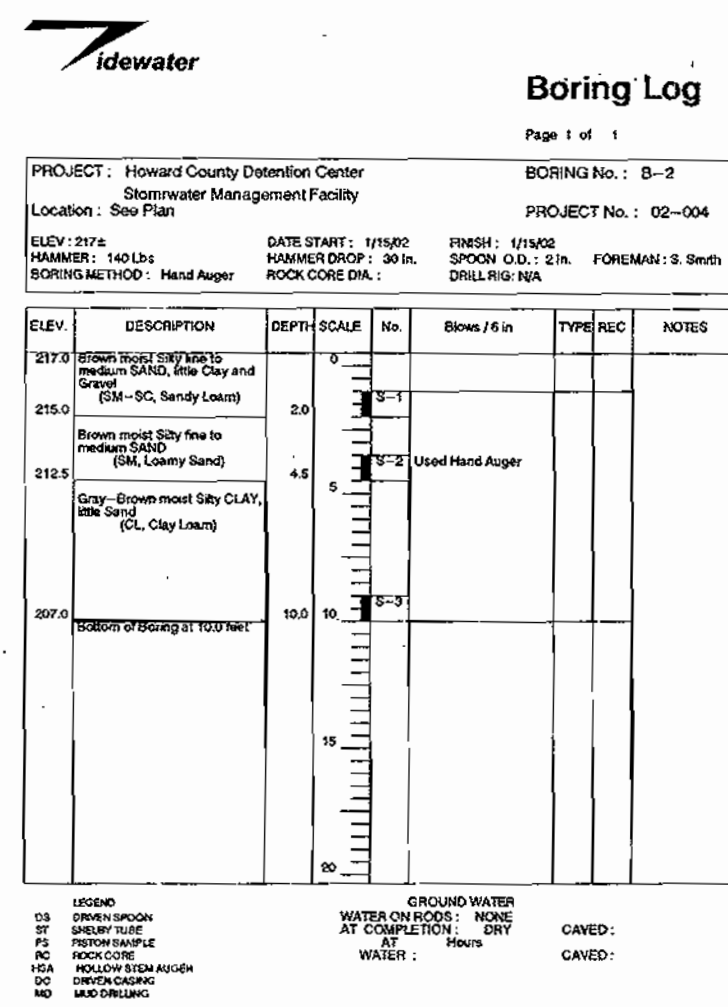 Tidewater
Boring Log
Page 1 of 1
PROJECT : Howard County Detention Center
Stomrwater Management Facility
Location : See Plan
BORING No. : B-2
PROJECT No. : 02-004
ELEV : 217± DATE START : 1/15/02 FINISH : 1/15/02
HAMMER : 140 Lbs HAMMER DROP : 30 in. SPOON O.D. : 2 in. FOREMAN : S. Smith
BORING METHOD : Hand Auger ROCK CORE DIA. : DRILL RIG: N/A
ELEV. DESCRIPTION DEPTH SCALE No. Blows / 6 in TYPE REC NOTES
217.0 Brown moist Silty fine to 0
medium SAND, little Clay and
Gravel
(SM-SC, Sandy Loam) S-1
215.0 2.0
Brown moist Silty fine to
medium SAND
(SM, Loamy Sand) S-2 Used Hand Auger
212.5 4.5
5
Gray-Brown moist Silty CLAY,
little Sand
(CL, Clay Loam)
S-3
207.0 10.0 10
Bottom of Boring at 10.0 feet
15
20
LEGEND
DS DRIVEN SPOON
ST SHELBY TUBE
PS PISTON SAMPLE
RC ROCK CORE
HSA HOLLOW STEM AUGER
DC DRIVEN CASING
MD MUD DRILLING
GROUND WATER
WATER ON RODS : NONE
AT COMPLETION : DRY CAVED :
AT Hours
WATER : CAVED :